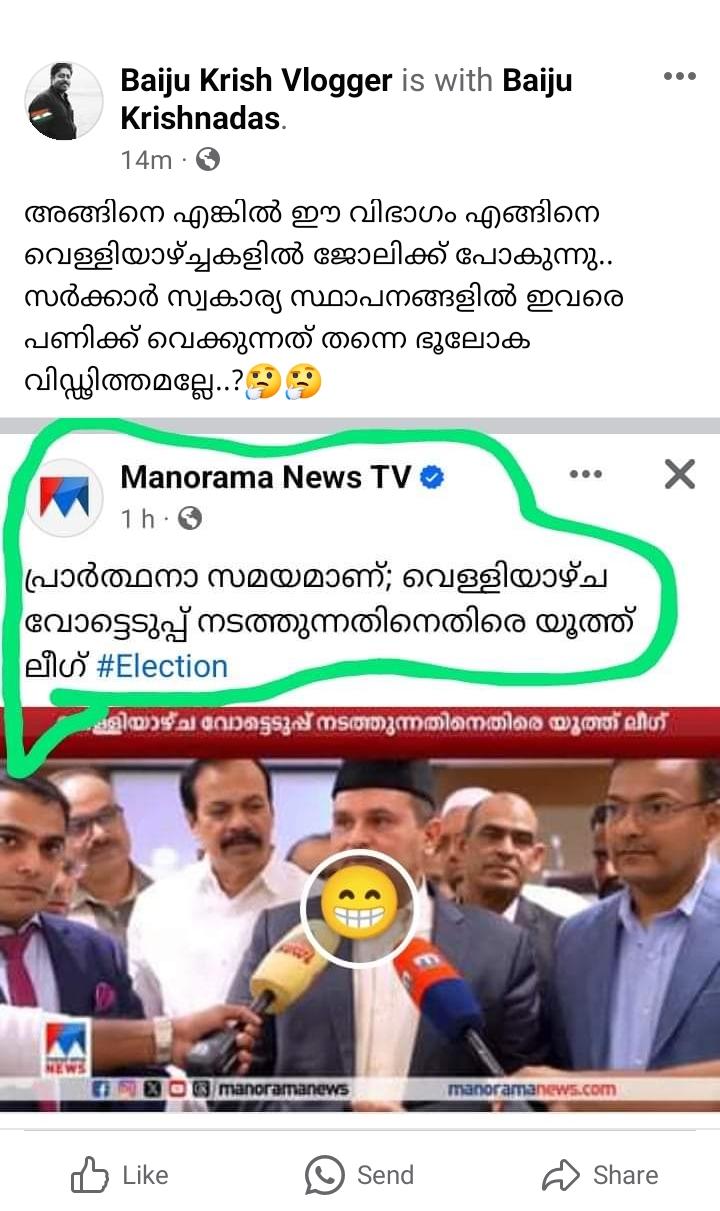 Baiju Krish Vlogger is with Baiju
Krishnadas.
14m ·
അങ്ങിനെ എങ്കിൽ ഈ വിഭാഗം എങ്ങിനെ
വെള്ളിയാഴ്ച്ചകളിൽ ജോലിക്ക് പോകുന്നു..
സർക്കാർ സ്വകാര്യ സ്ഥാപനങ്ങളിൽ ഇവരെ
പണിക്ക് വെക്കുന്നത് തന്നെ ഭൂലോക
വിഡ്ഢിത്തമല്ലേ..?🤔🤔
Manorama News TV
1 h ·
പ്രാർത്ഥനാ സമയമാണ്; വെള്ളിയാഴ്ച
വോട്ടെടുപ്പ് നടത്തുന്നതിനെതിരെ യൂത്ത്
ലീഗ് #Election
വോട്ടെടുപ്പ് നടത്തുന്നതിനെതിരെ യൂത്ത് ലീഗ്
NEWS
manoramanews
manoramanews.com
Like
Send
Share